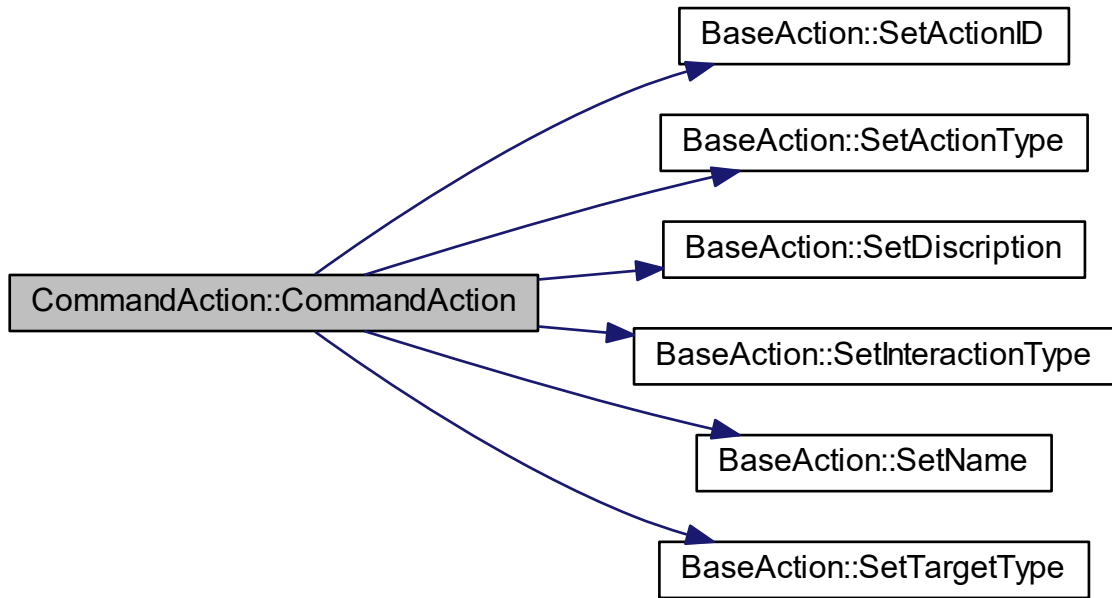 BaseAction::SetActionID
BaseAction::SetActionType
BaseAction::SetDiscription
CommandAction::CommandAction
BaseAction::SetInteractionType
BaseAction::SetName
BaseAction::SetTargetType